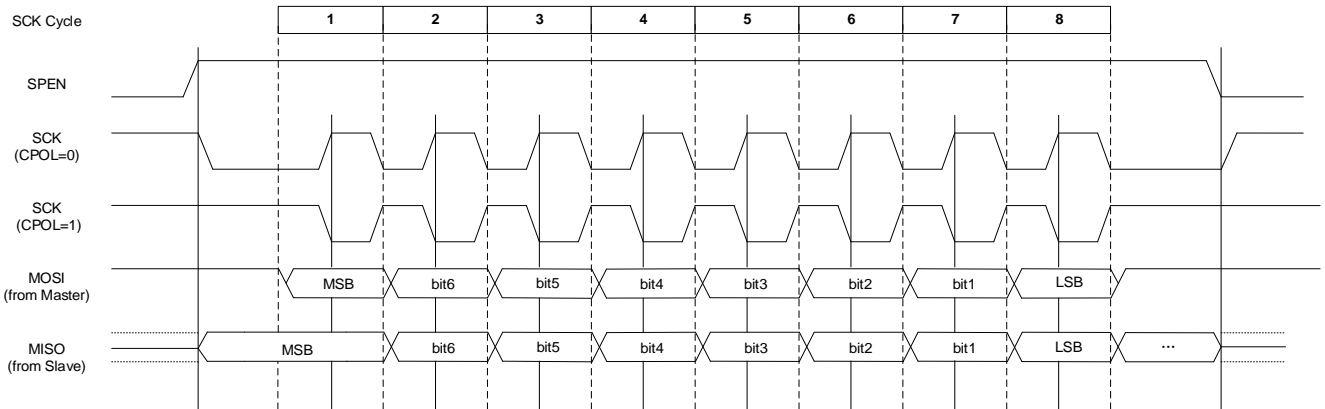 SCK Cycle 1 2 3 4 5 6 7 8
SPEN
SCK
(CPOL=0)
SCK
(CPOL=1)
MOSI
(from Master)
MSB bit6 bit5 bit4 bit3 bit2 bit1 LSB
MISO
(from Slave)
MSB bit6 bit5 bit4 bit3 bit2 bit1 LSB ...